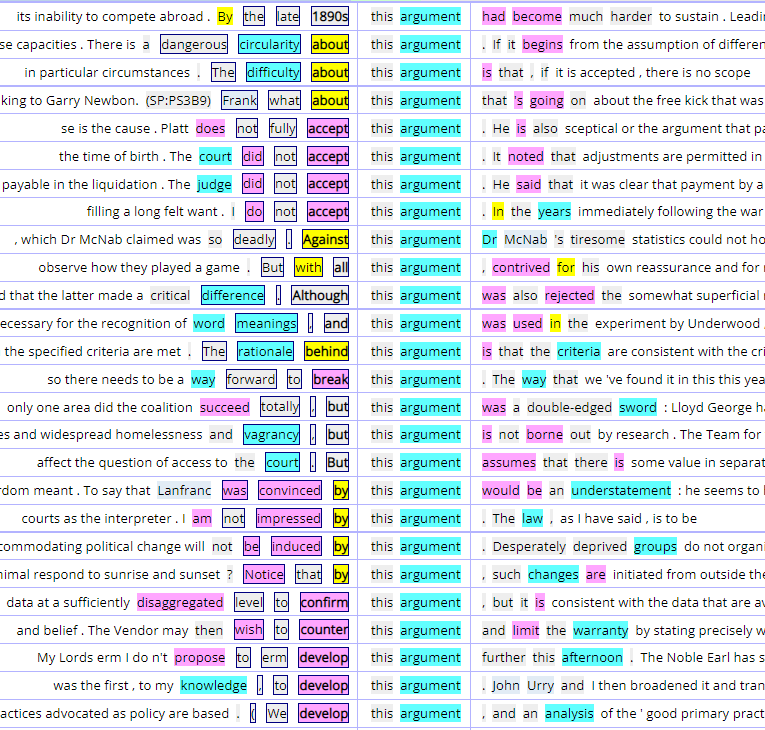 its inability to compete abroad . By the late 1890s this argument had become much harder to sustain . Leadi
se capacities . There is a dangerous circularity about this argument . If it begins from the assumption of differen
in particular circumstances . The difficulty about this argument is that , if it is accepted , there is no scope
king to Garry Newbon. (SP:PS3B9) Frank what about this argument that 's going on about the free kick that was
se is the cause . Platt does not fully accept this argument . He is also sceptical or the argument that pa
the time of birth . The court did not accept this argument . It noted that adjustments are permitted in
payable in the liquidation . The judge did not accept this argument . He said that it was clear that payment by a
filling a long felt want . I do not accept this argument . In the years immediately following the war
, which Dr McNab claimed was so deadly . Against this argument Dr McNab 's tiresome statistics could not ho
observe how they played a game . But with all this argument , contrived for his own reassurance and for
d that the latter made a critical difference . Although this argument was also rejected the somewhat superficial
ecessary for the recognition of word meanings , and this argument was used in the experiment by Underwood
the specified criteria are met . The rationale behind this argument is that the criteria are consistent with the cri
so there needs to be a way forward to break this argument . The way that we 've found it in this this yea
only one area did the coalition succeed totally , but this argument was a double-edged sword : Lloyd George h
es and widespread homelessness and vagrancy , but this argument is not borne out by research . The Team for
affect the question of access to the court . But this argument assumes that there is some value in separat
rdom meant . To say that Lanfranc was convinced by this argument would be an understatement : he seems to
courts as the interpreter . I am not impressed by this argument . The law , as I have said , is to be
commodating political change will not be induced by this argument . Desperately deprived groups do not organi
nimal respond to sunrise and sunset ? Notice that by this argument , such changes are initiated from outside the
data at a sufficiently disaggregated level to confirm this argument , but it is consistent with the data that are av
and belief . The Vendor may then wish to counter this argument and limit the warranty by stating precisely w
My Lords erm I do n't propose to erm develop this argument further this afternoon . The Noble Earl has s
was the first , to my knowledge , to develop this argument . John Urry and I then broadened it and tran
actices advocated as policy are based . ( We develop this argument , and an analysis of the ' good primary pract